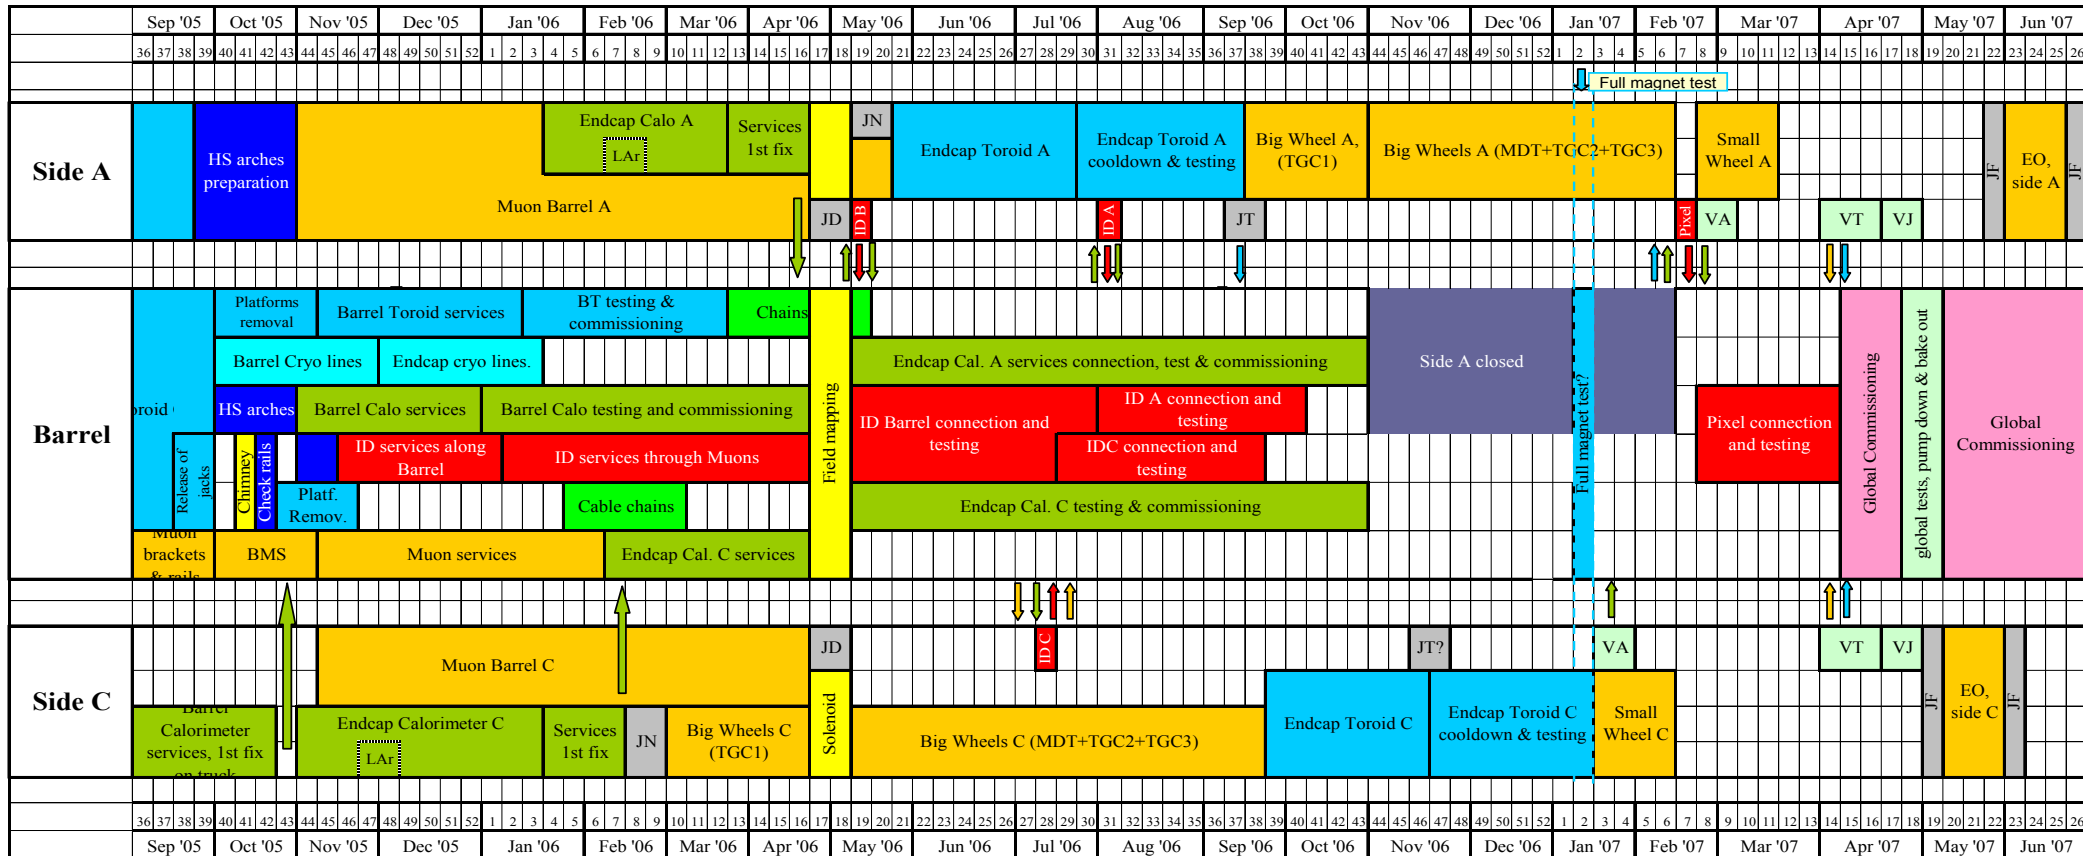 Sep '05 Oct '05 Nov '05 Dec '05 Jan '06 Feb '06 Mar '06 Apr '06 May '06 Jun '06 Jul '06 Aug '06 Sep '06 Oct '06 Nov '06 Dec '06 Jan '07 Feb '07 Mar '07 Apr '07 May '07 Jun '07
36 37 38 39 40 41 42 43 44 45 46 47 48 49 50 51 52 1 2 3 4 5 6 7 8 9 10 11 12 13 14 15 16 17 18 19 20 21 22 23 24 25 26 27 28 29 30 31 32 33 34 35 36 37 38 39 40 41 42 43 44 45 46 47 48 49 50 51 52 1 2 3 4 5 6 7 8 9 10 11 12 13 14 15 16 17 18 19 20 21 22 23 24 25 26
Full magnet test
Side A
HS arches
preparation
Endcap Calo A
LAr
Services
1st fix
Muon Barrel A
JD
JN
ID B
Endcap Toroid A
Endcap Toroid A
cooldown & testing
ID A
JT
Big Wheel A,
(TGC1)
Big Wheels A (MDT+TGC2+TGC3)
Pixel
Small
Wheel A
VA
VT
VJ
JF
EO,
side A
JF
Barrel
oroid
Platforms
removal
Barrel Toroid services
BT testing &
commissioning
Chains
Barrel Cryo lines
Endcap cryo lines.
HS arches
Barrel Calo services
Barrel Calo testing and commissioning
Release of
jacks
Chimney
Check rails
ID services along
Barrel
ID services through Muons
Platf.
Remov.
Cable chains
Muon
brackets
& rails
BMS
Muon services
Endcap Cal. C services
Field mapping
Endcap Cal. A services connection, test & commissioning
ID Barrel connection and
testing
ID A connection and
testing
IDC connection and
testing
Endcap Cal. C testing & commissioning
Side A closed
Full magnet test?
Pixel connection
and testing
Global Commissioning
global tests, pump down & bake out
Global
Commissioning
Side C
Muon Barrel C
Barrel
Calorimeter
services, 1st fix
on truck
Endcap Calorimeter C
LAr
Services
1st fix
JN
Big Wheels C
(TGC1)
JD
Solenoid
ID C
Big Wheels C (MDT+TGC2+TGC3)
Endcap Toroid C
JT?
Endcap Toroid C
cooldown & testing
VA
Small
Wheel C
VT
VJ
JF
EO,
side C
JF
36 37 38 39 40 41 42 43 44 45 46 47 48 49 50 51 52 1 2 3 4 5 6 7 8 9 10 11 12 13 14 15 16 17 18 19 20 21 22 23 24 25 26 27 28 29 30 31 32 33 34 35 36 37 38 39 40 41 42 43 44 45 46 47 48 49 50 51 52 1 2 3 4 5 6 7 8 9 10 11 12 13 14 15 16 17 18 19 20 21 22 23 24 25 26
Sep '05 Oct '05 Nov '05 Dec '05 Jan '06 Feb '06 Mar '06 Apr '06 May '06 Jun '06 Jul '06 Aug '06 Sep '06 Oct '06 Nov '06 Dec '06 Jan '07 Feb '07 Mar '07 Apr '07 May '07 Jun '07